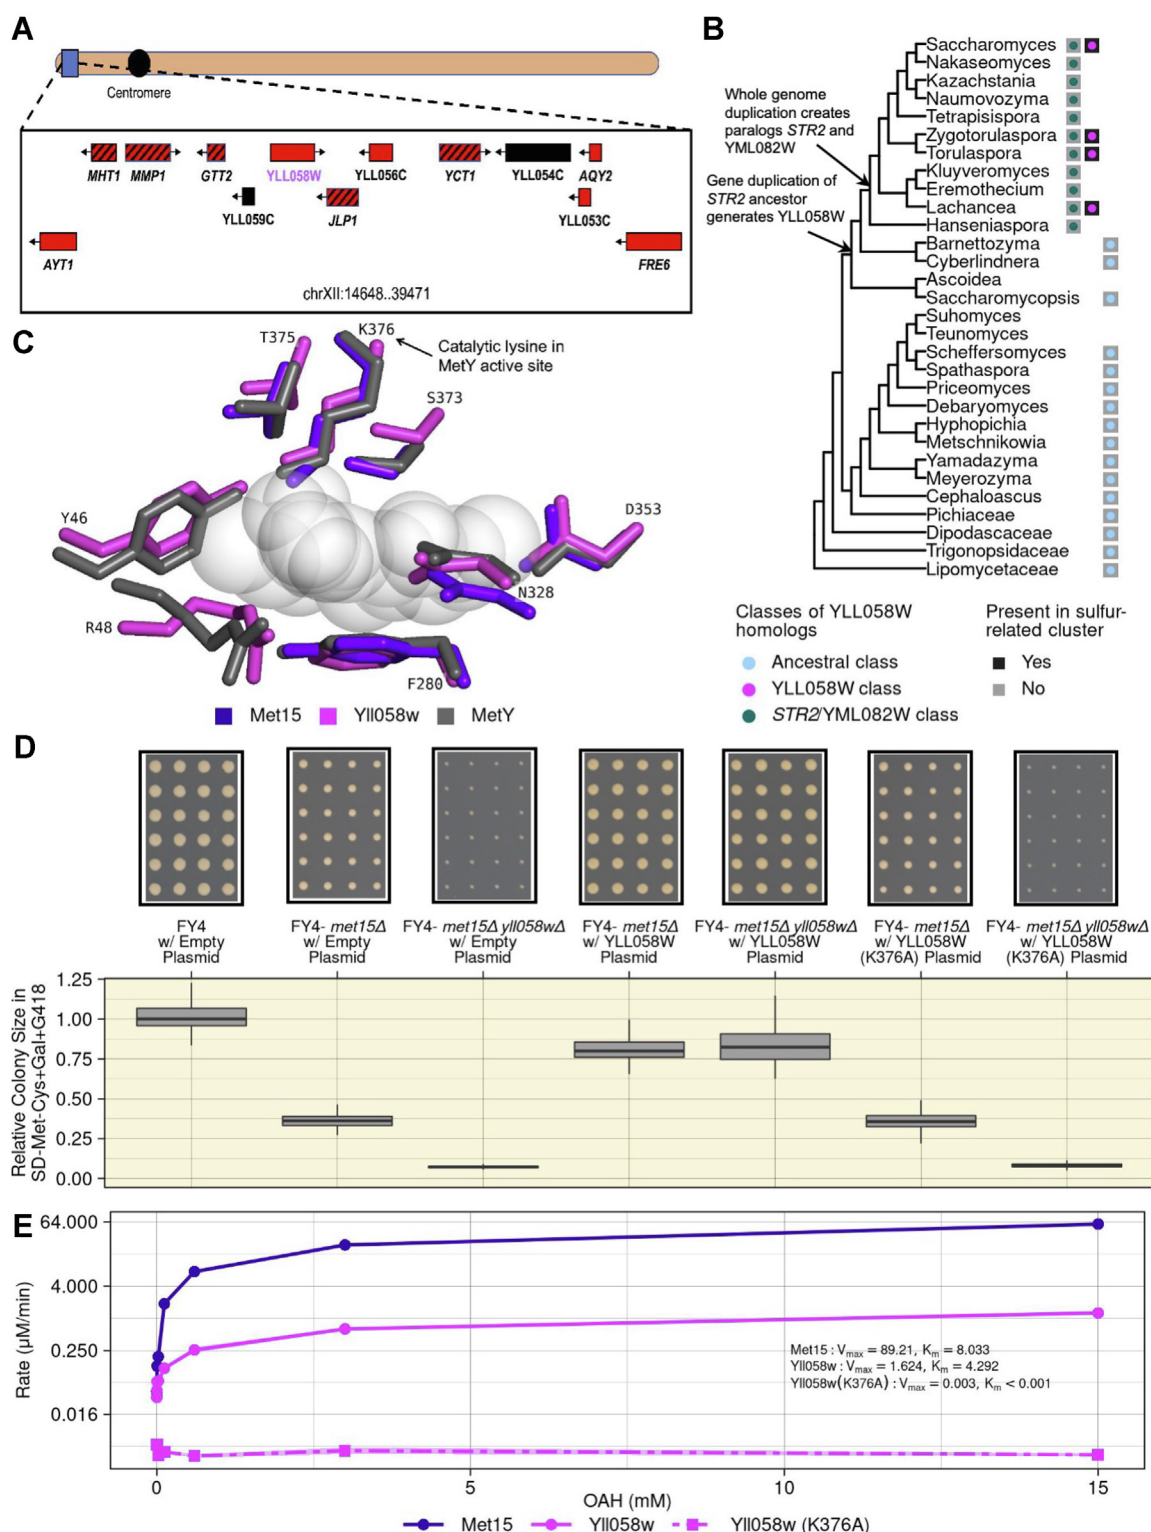 A
Centromere
MHT1
MMP1
GTT2
YLL058W
YLL056C
YCT1
YLL054C
AQY2
YLL059C
JLP1
YLL053C
AYT1
FRE6
chrXII:14648..39471
B
Whole genome
duplication creates
paralogs STR2 and
YML082W
Gene duplication of
STR2 ancestor
generates YLL058W
Saccharomyces
Nakaseomyces
Kazachstania
Naumovozyma
Tetrapisispora
Zygotorulaspora
Torulaspora
Kluyveromyces
Eremothecium
Lachancea
Hanseniaspora
Barnettozyma
Cyberlindnera
Ascoidea
Saccharomycopsis
Suhomyces
Teunomyces
Scheffersomyces
Spathaspora
Priceomyces
Debaryomyces
Hyphopichia
Metschnikowia
Yamadazyma
Meyerozyma
Cephaloascus
Pichiaceae
Dipodascaceae
Trigonopsidaceae
Lipomycetaceae
Classes of YLL058W
homologs
Ancestral class
YLL058W class
STR2/YML082W class
Present in sulfur-
related cluster
Yes
No
C
T375
K376
Catalytic lysine in
MetY active site
S373
Y46
D353
N328
R48
F280
Met15
Yll058w
MetY
D
FY4
w/ Empty
Plasmid
FY4- met15Δ
w/ Empty
Plasmid
FY4- met15Δ yll058wΔ
w/ Empty
Plasmid
FY4- met15Δ
w/ YLL058W
Plasmid
FY4- met15Δ yll058wΔ
w/ YLL058W
Plasmid
FY4- met15Δ
w/ YLL058W
(K376A) Plasmid
FY4- met15Δ yll058wΔ
w/ YLL058W
(K376A) Plasmid
Relative Colony Size in
SD-Met-Cys+Gal+G418
1.25
1.00
0.75
0.50
0.25
0.00
E
Rate (µM/min)
64.000
4.000
0.250
0.016
Met15 : Vmax = 89.21, Km = 8.033
Yll058w : Vmax = 1.624, Km = 4.292
Yll058w(K376A) : Vmax = 0.003, Km < 0.001
0
5
10
15
OAH (mM)
Met15
Yll058w
Yll058w (K376A)